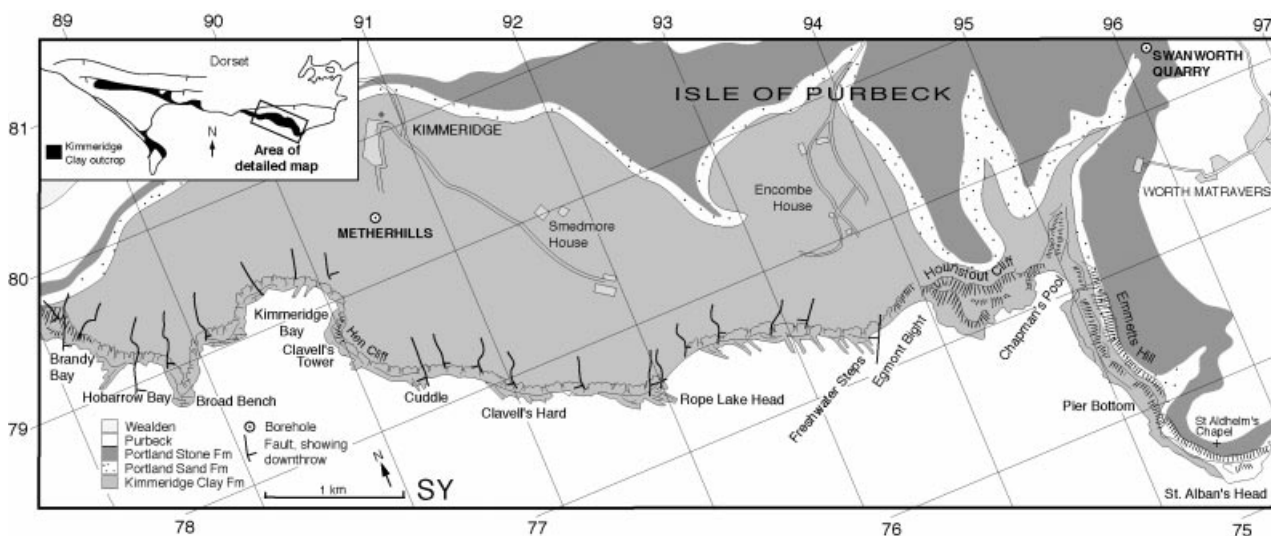 89
90
91
92
93
94
95
96
97
Dorset
N
Kimmeridge
Clay outcrop
Area of
detailed map
SWANWORTH
QUARRY
ISLE OF PURBECK
81
KIMMERIDGE
WORTH MATRAVERS
Encombe
House
METHERHILLS
Smedmore
House
80
Hounstout Cliff
Kimmeridge
Bay
Clavell's
Tower
Hen Cliff
Chapman's Pool
Emmetts Hill
Egmont Bight
Freshwater Steps
Brandy
Bay
Hobarrow Bay
Broad Bench
Cuddle
Clavell's Hard
Rope Lake Head
Pier Bottom
St Aldhelm's
Chapel
79
Wealden
Purbeck
Portland Stone Fm
Portland Sand Fm
Kimmeridge Clay Fm
Borehole
Fault, showing
downthrow
N
1 km
SY
St. Alban's Head
78
77
76
75